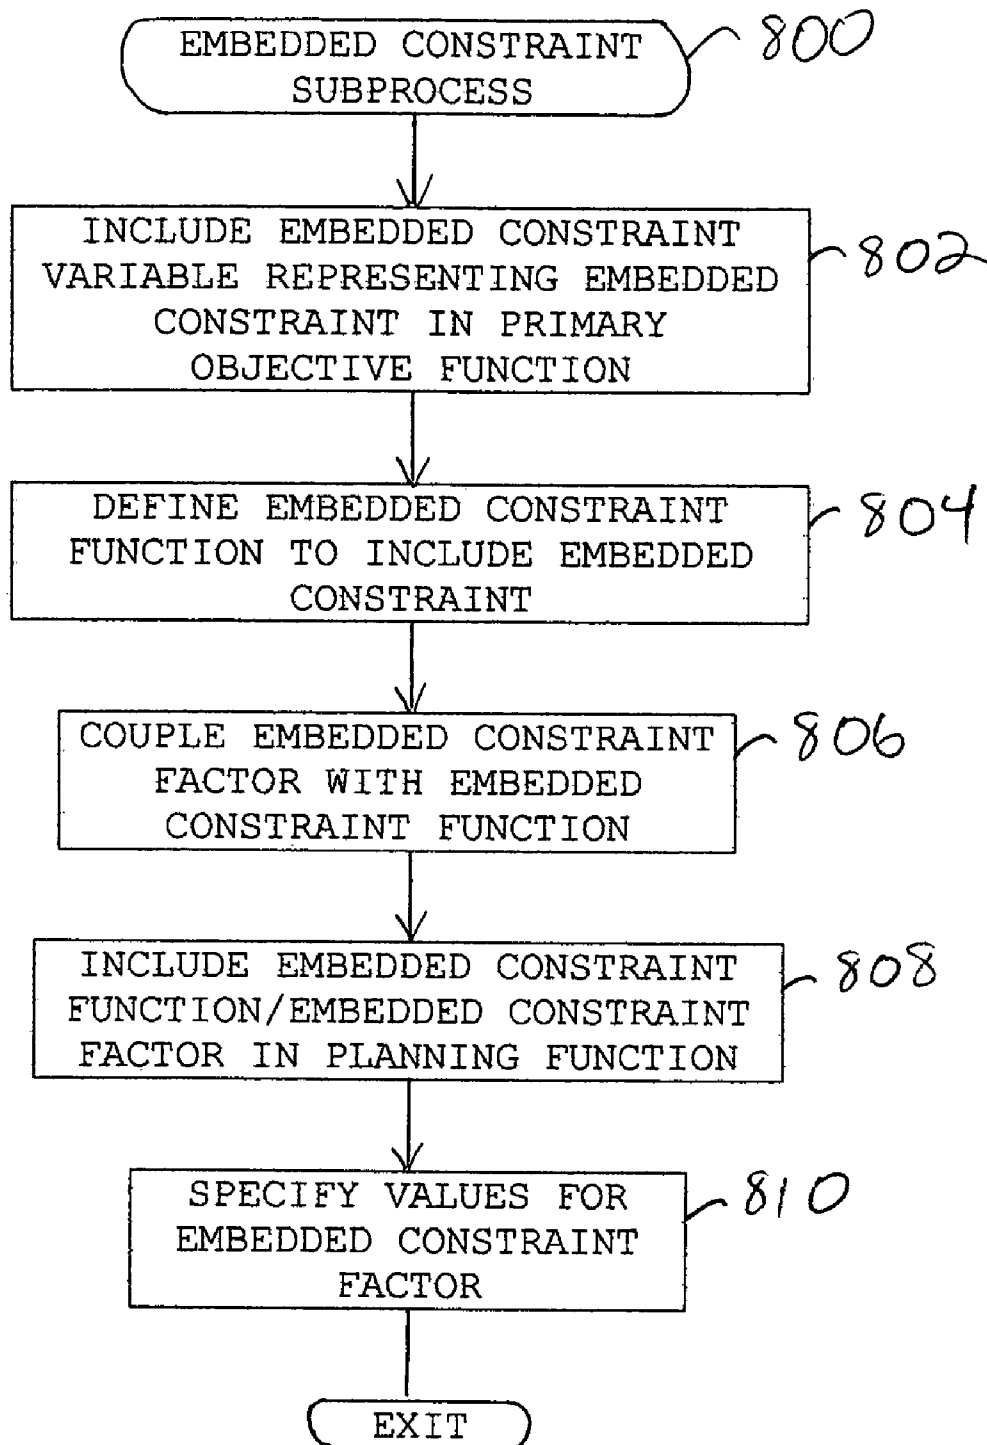 EMBEDDED CONSTRAINT
SUBPROCESS
800
INCLUDE EMBEDDED CONSTRAINT
VARIABLE REPRESENTING EMBEDDED
CONSTRAINT IN PRIMARY
OBJECTIVE FUNCTION
802
DEFINE EMBEDDED CONSTRAINT
FUNCTION TO INCLUDE EMBEDDED
CONSTRAINT
804
COUPLE EMBEDDED CONSTRAINT
FACTOR WITH EMBEDDED
CONSTRAINT FUNCTION
806
INCLUDE EMBEDDED CONSTRAINT
FUNCTION/EMBEDDED CONSTRAINT
FACTOR IN PLANNING FUNCTION
808
SPECIFY VALUES FOR
EMBEDDED CONSTRAINT
FACTOR
810
EXIT